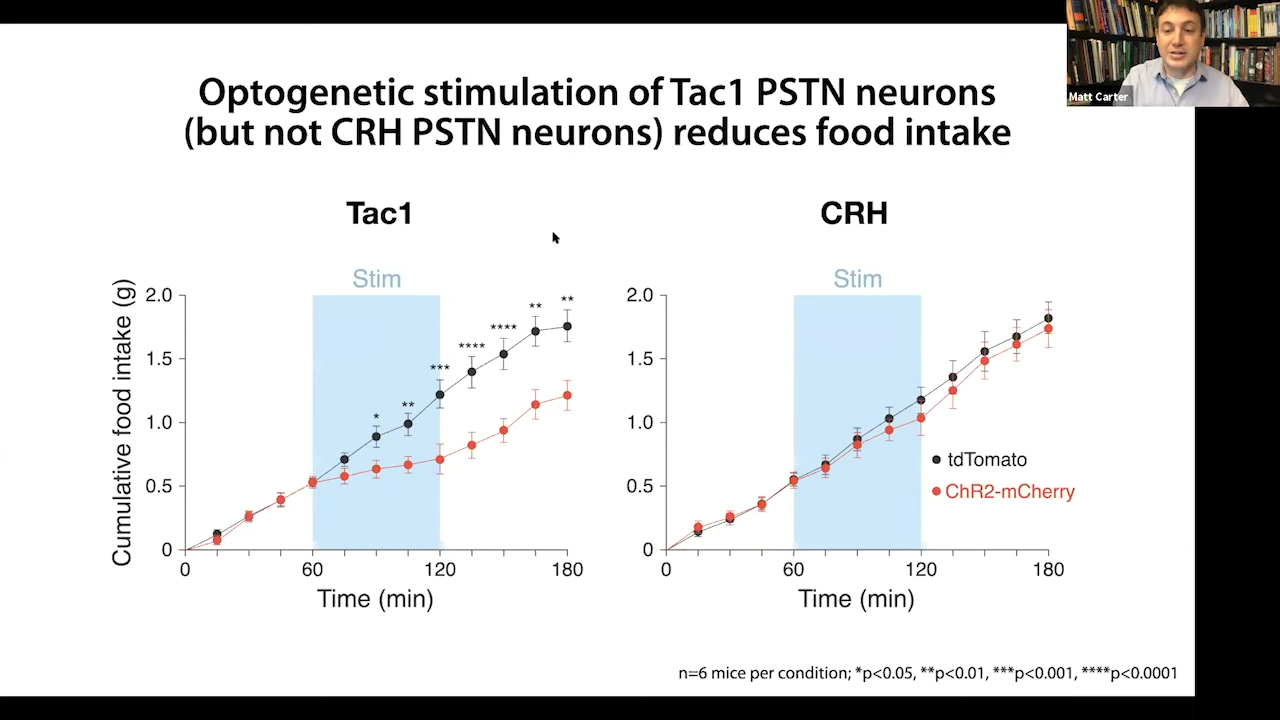 Matt Carter
Optogenetic stimulation of Tac1 PSTN neurons
(but not CRH PSTN neurons) reduces food intake
Tac1
Stim
Cumulative food intake (g)
2.0
1.5
1.0
0.5
0
*
**
***
****
****
**
**
0
60
120
180
Time (min)
CRH
Stim
2.0
1.5
1.0
0.5
0
tdTomato
ChR2-mCherry
0
60
120
180
Time (min)
n=6 mice per condition; *p<0.05, **p<0.01, ***p<0.001, ****p<0.0001